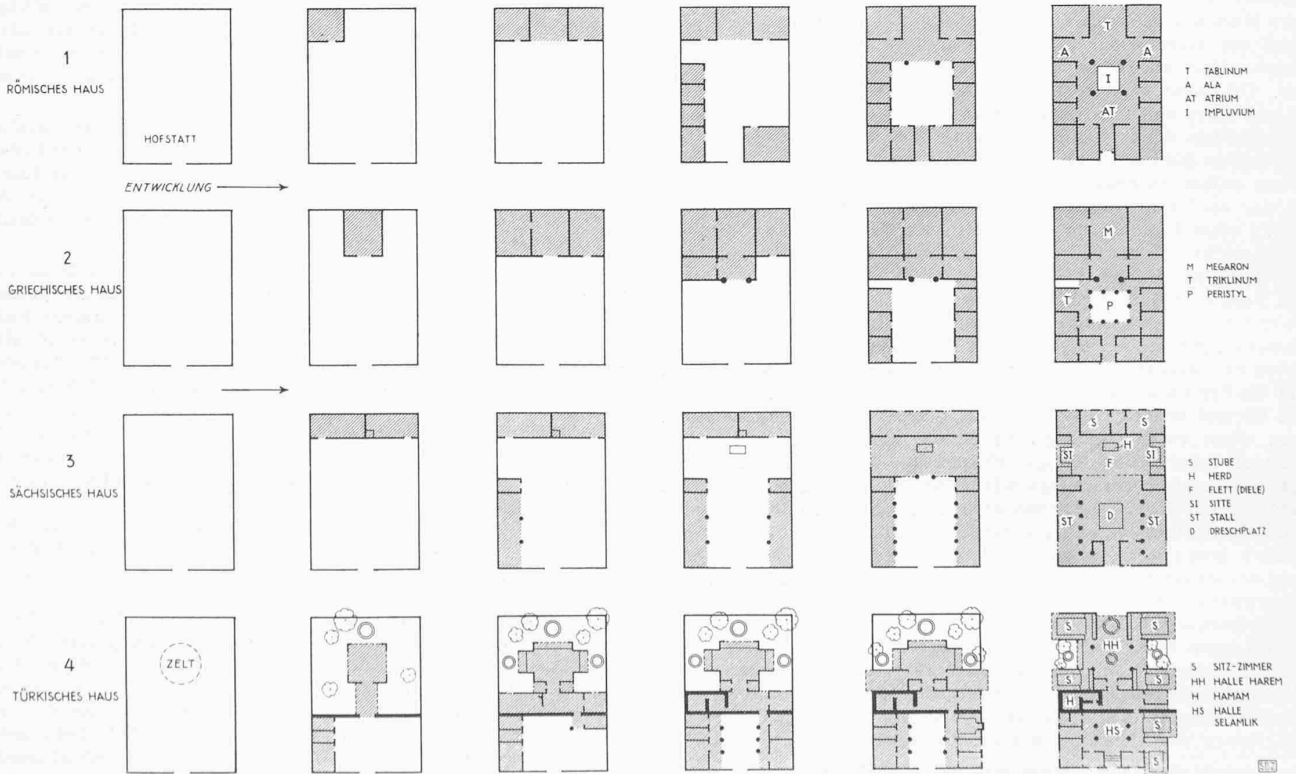 1
RÖMISCHES HAUS
HOFSTATT
T
A
A
I
AT
T TABLINUM
A ALA
AT ATRIUM
I IMPLUVIUM
ENTWICKLUNG
2
GRIECHISCHES HAUS
M
T
P
M MEGARON
T TRIKLINUM
P PERISTYL
3
SÄCHSISCHES HAUS
S
S
H
SI
F
SI
ST
D
ST
S STUBE
H HERD
F FLETT (DIELE)
SI SITTE
ST STALL
D DRESCHPLATZ
4
TÜRKISCHES HAUS
ZELT
S
HH
S
S
S
H
HS
S
S
S SITZ-ZIMMER
HH HALLE HAREM
H HAMAM
HS HALLE
SELAMLIK